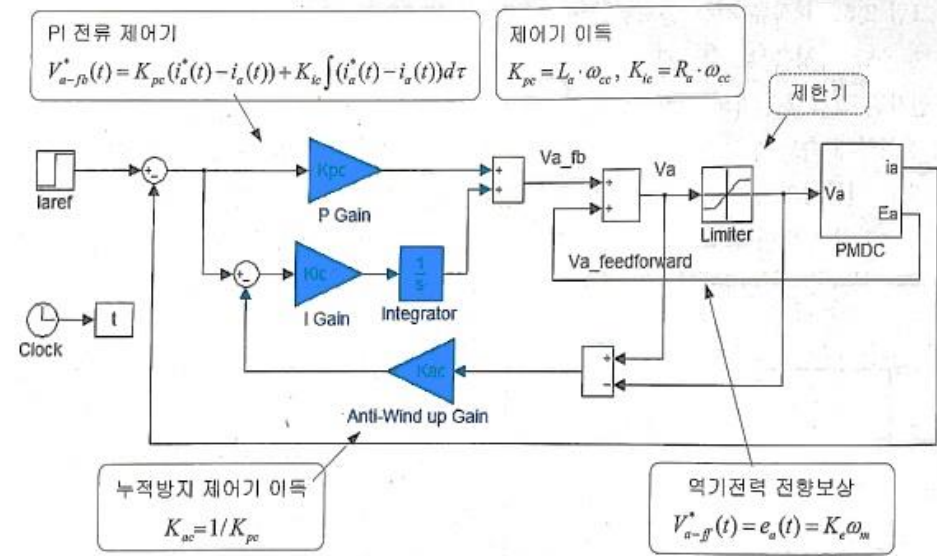 PI 전류 제어기
V*a-fb(t) = Kpc(i*a(t) - ia(t)) + Kic∫(i*a(t) - ia(t))dτ
제어기 이득
Kpc = La · ωcc, Kic = Ra · ωcc
제한기
Iaref
Kpc
P Gain
Va_fb
Va
Limiter
Va
ia
Ea
PMDC
Va_feedforward
Kic
I Gain
1/s
Integrator
Clock
t
Kac
Anti-Wind up Gain
누적방지 제어기 이득
Kac=1/Kpc
역기전력 전향보상
V*a-ff(t) = ea(t) = Keωm